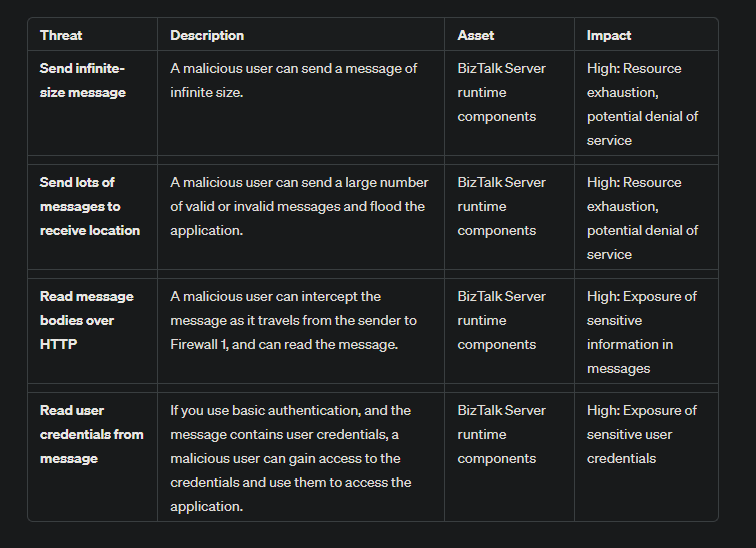 Threat Description Asset Impact
Send infinite- A malicious user can send a message of BizTalk Server High: Resource
size message infinite size. runtime exhaustion,
components potential denial of
service
Send lots of A malicious user can send a large number BizTalk Server High: Resource
messages to of valid or invalid messages and flood the runtime exhaustion,
receive location application. components potential denial of
service
Read message A malicious user can intercept the BizTalk Server High: Exposure of
bodies over message as it travels from the sender to runtime sensitive
HTTP Firewall 1, and can read the message. components information in
messages
Read user If you use basic authentication, and the BizTalk Server High: Exposure of
credentials from message contains user credentials, a runtime sensitive user
message malicious user can gain access to the components credentials
credentials and use them to access the
application.